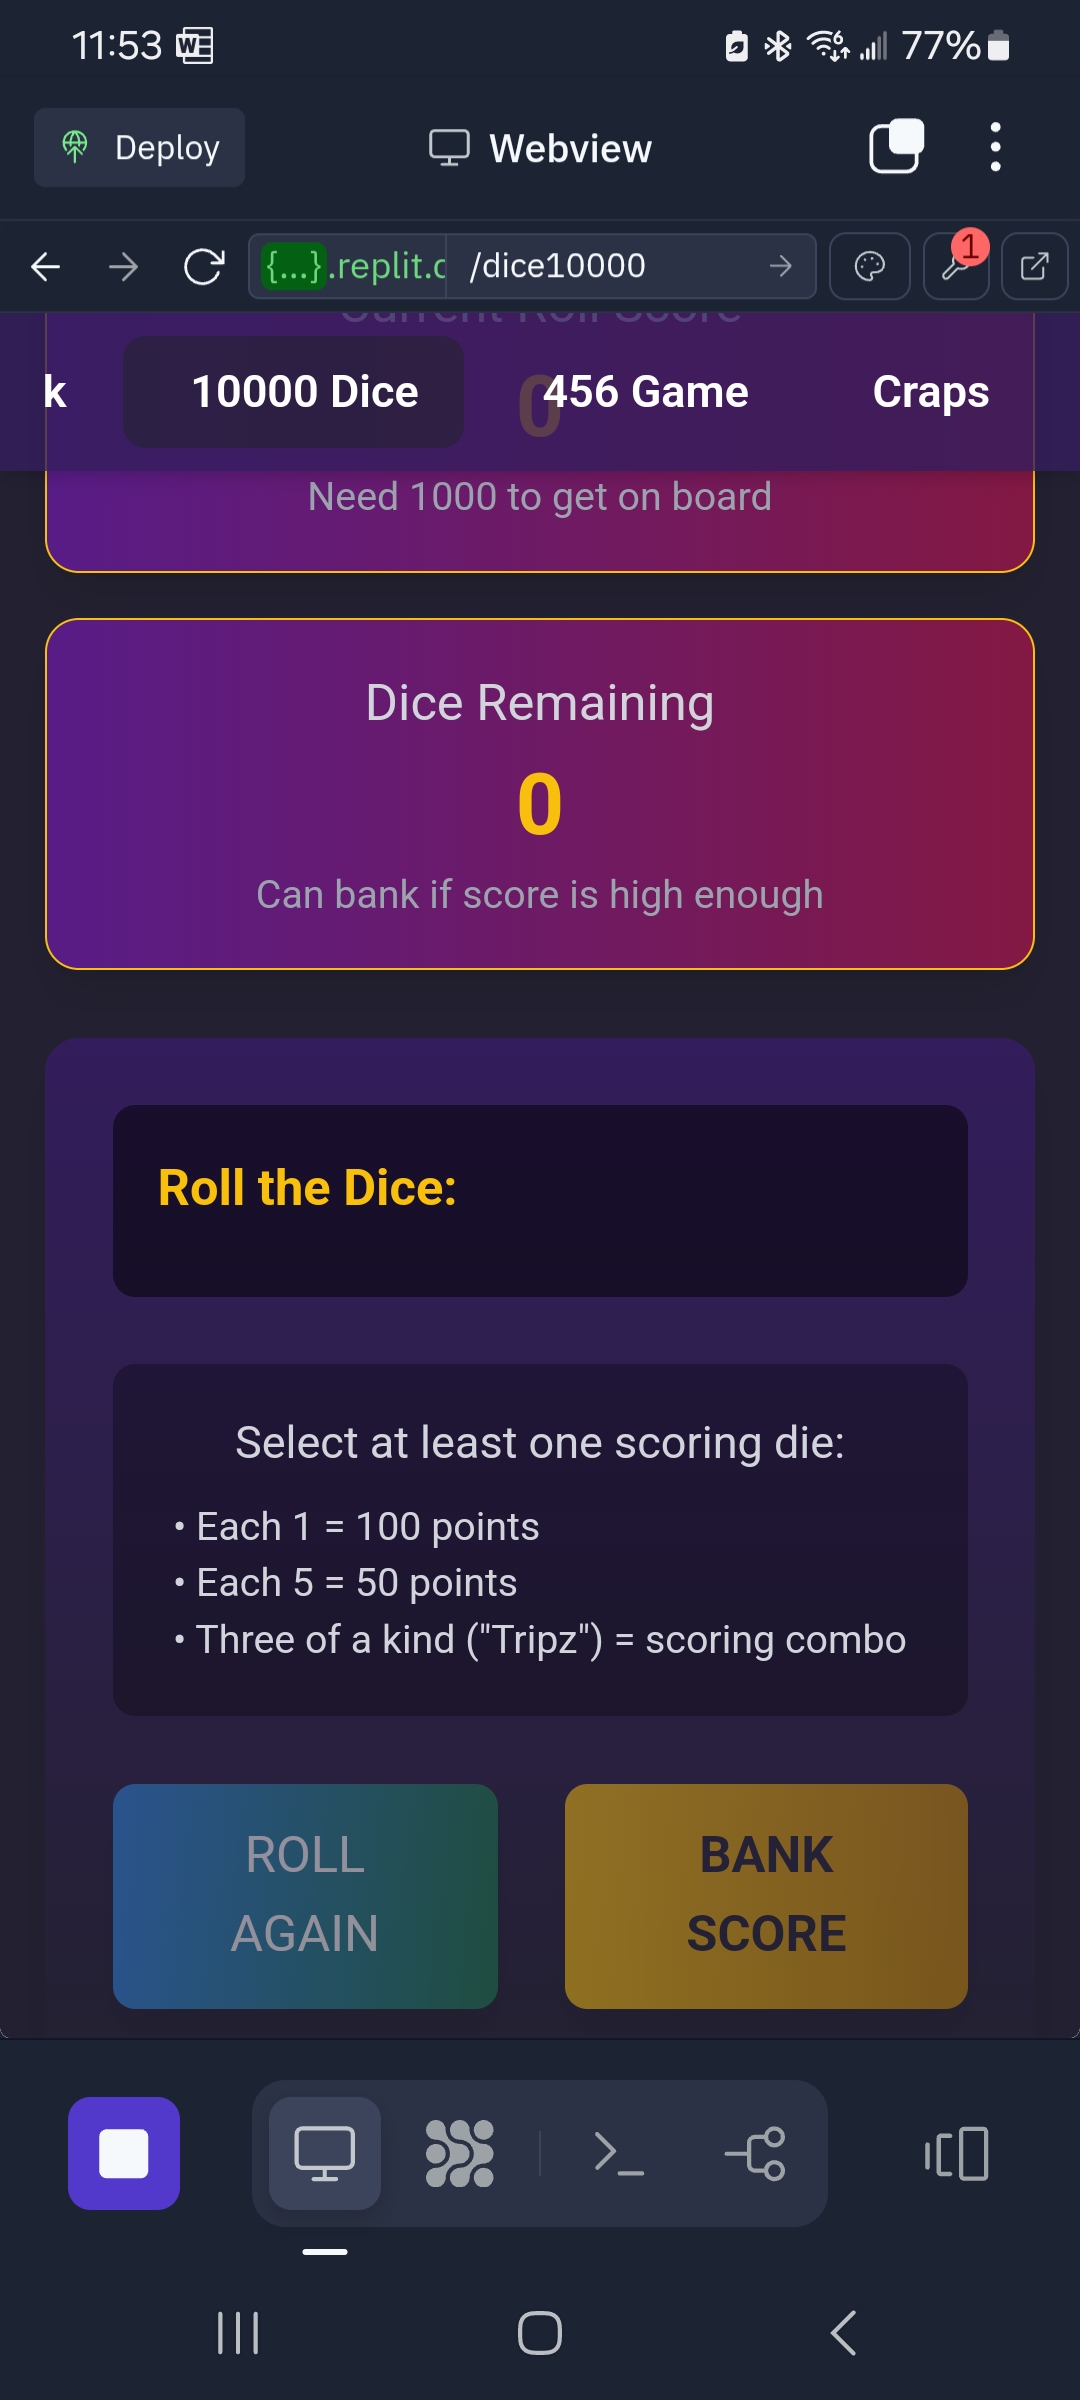 11:53
77%
Deploy
Webview
{...}.replit.c
/dice10000
1
Current Roll Score
k
10000 Dice
0
456 Game
Craps
Need 1000 to get on board
Dice Remaining
0
Can bank if score is high enough
Roll the Dice:
Select at least one scoring die:
• Each 1 = 100 points
• Each 5 = 50 points
• Three of a kind ("Tripz") = scoring combo
ROLL
AGAIN
BANK
SCORE